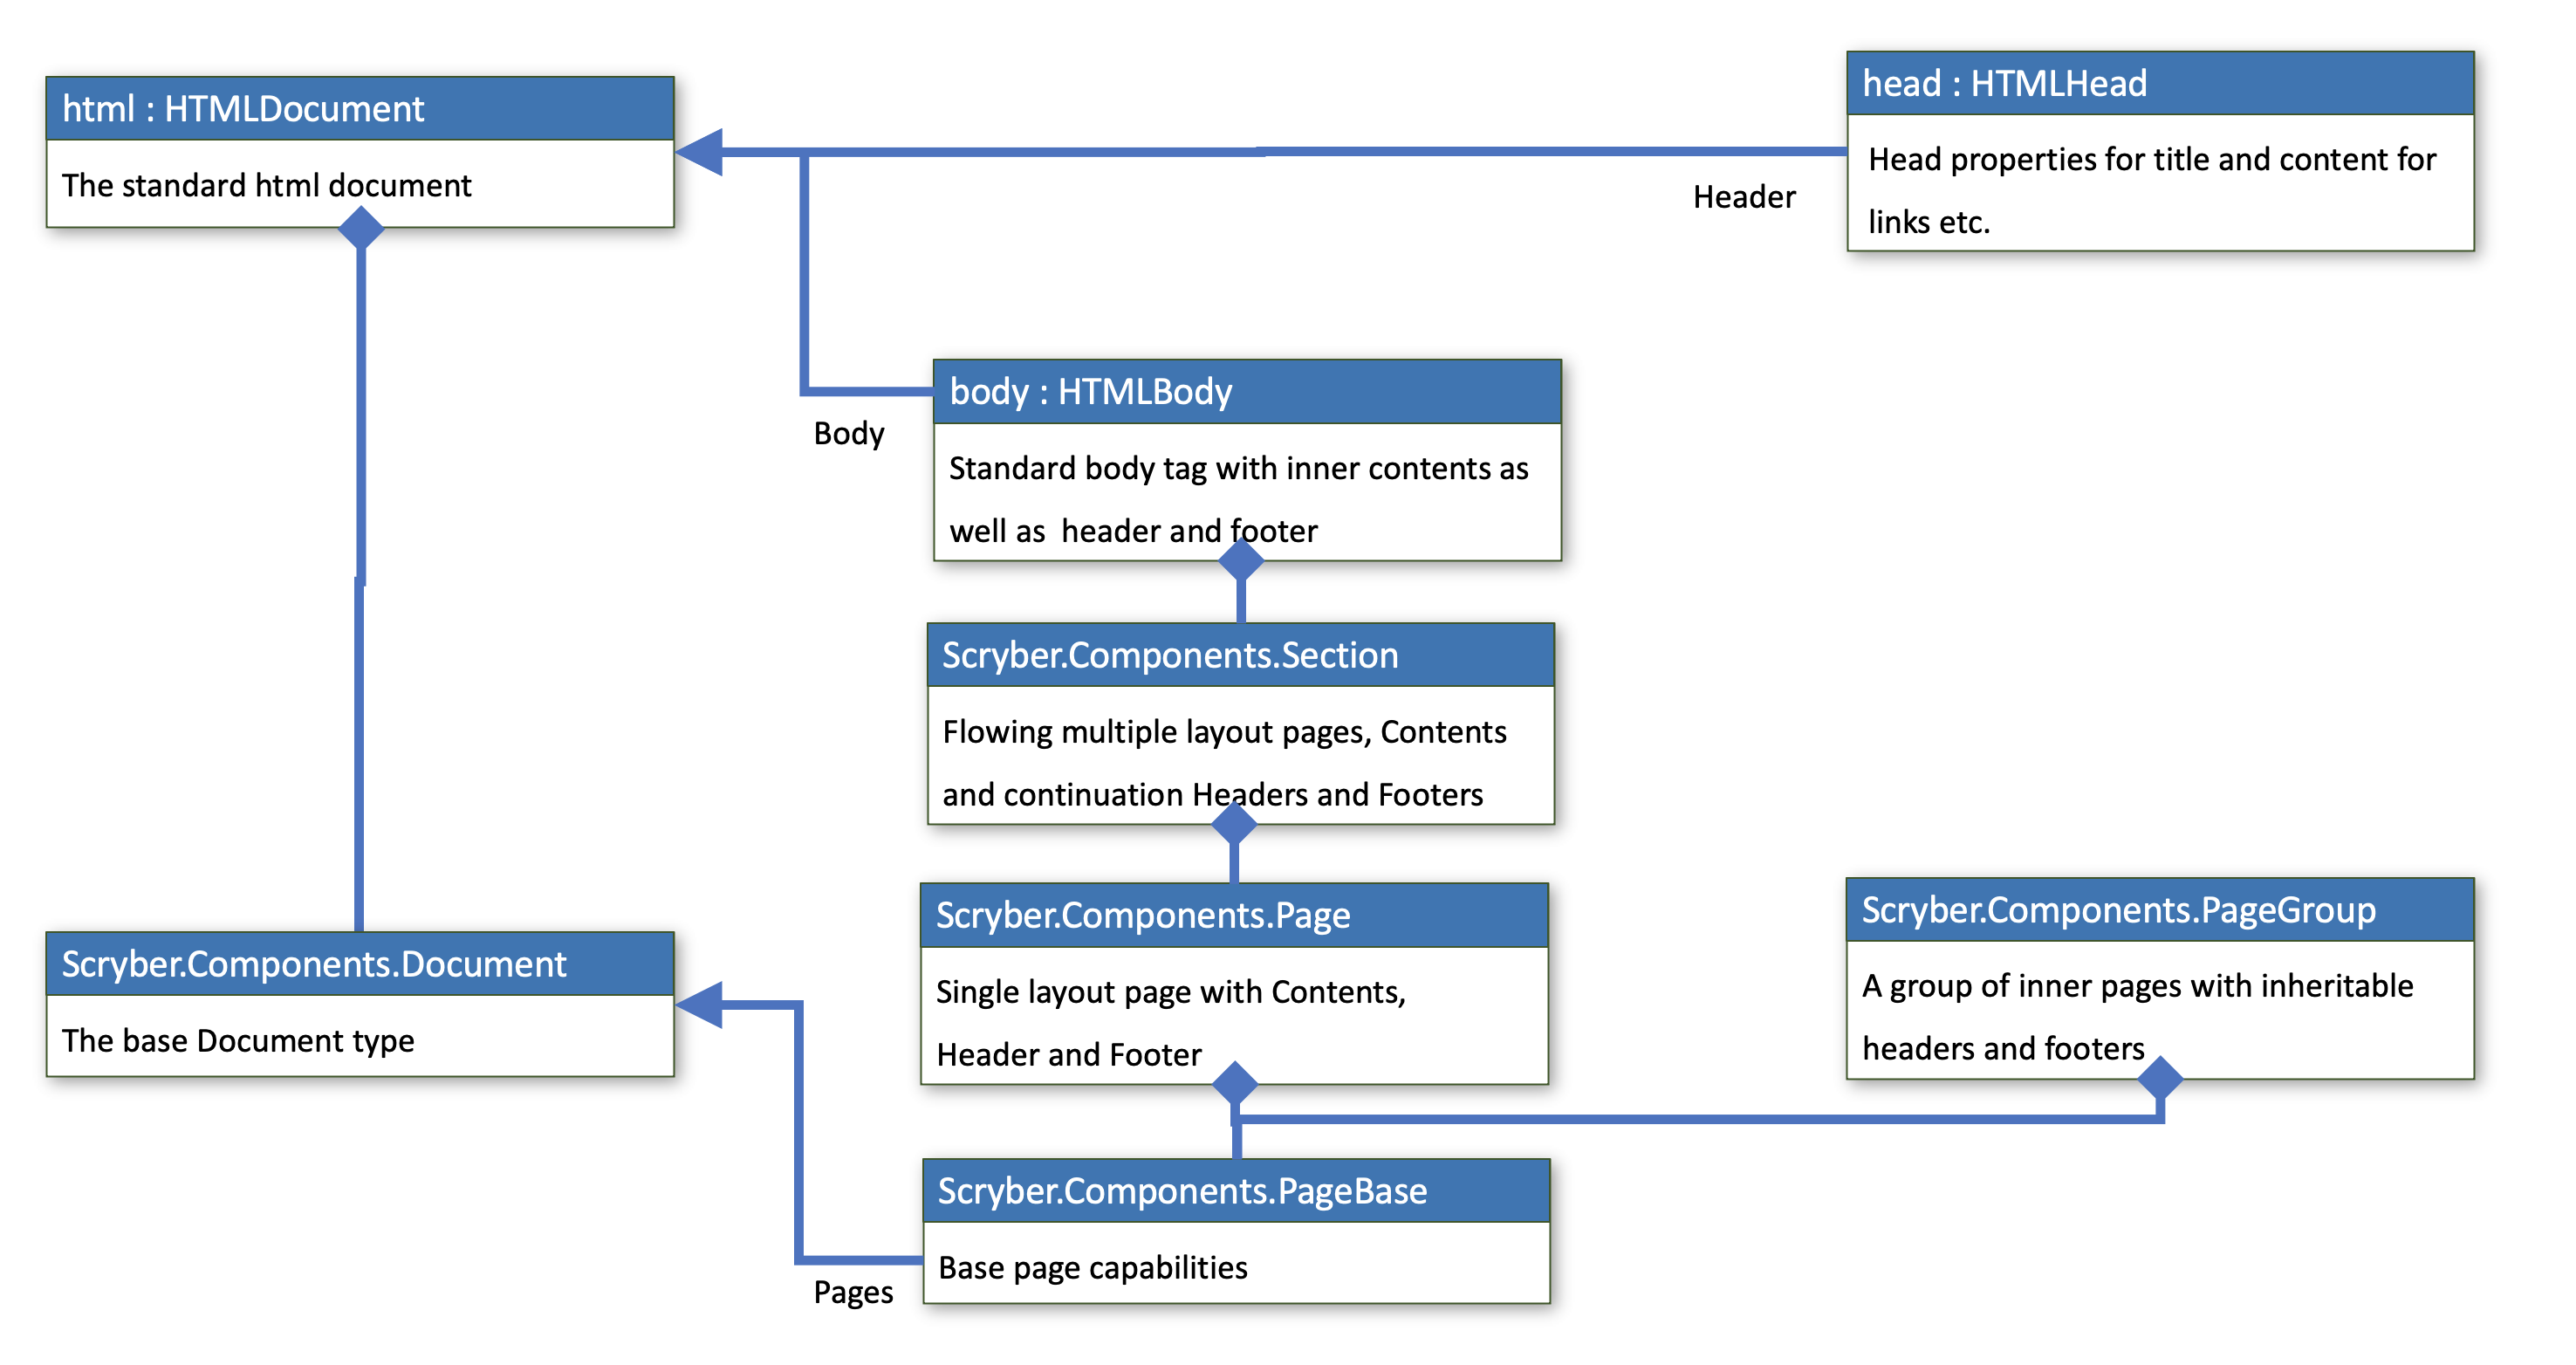 html : HTMLDocument
The standard html document
head : HTMLHead
Head properties for title and content for
links etc.
Header
body : HTMLBody
Standard body tag with inner contents as
well as  header and footer
Body
Scryber.Components.Section
Flowing multiple layout pages, Contents
and continuation Headers and Footers
Scryber.Components.Document
The base Document type
Scryber.Components.Page
Single layout page with Contents,
Header and Footer
Scryber.Components.PageGroup
A group of inner pages with inheritable
headers and footers
Scryber.Components.PageBase
Base page capabilities
Pages